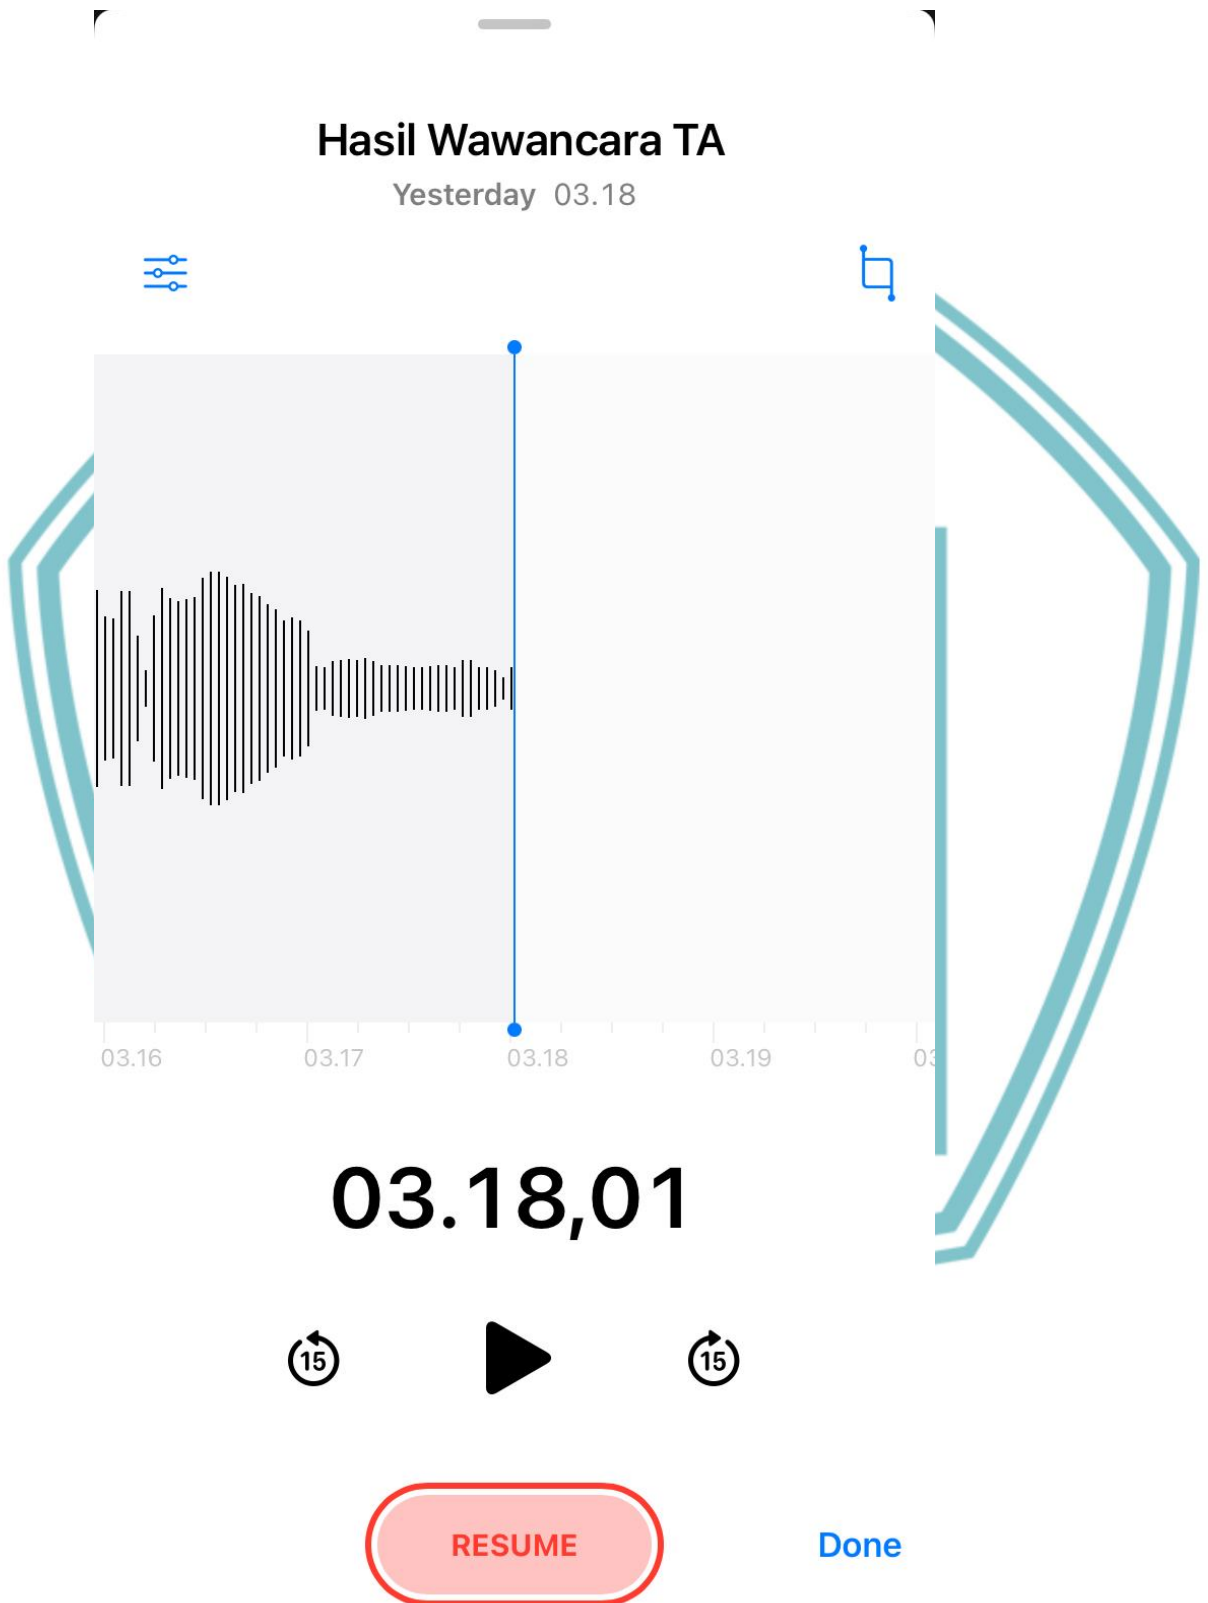 Hasil Wawancara TA
Yesterday 03.18
03.16 03.17 03.18 03.19
03.18,01
15 15
RESUME
Done